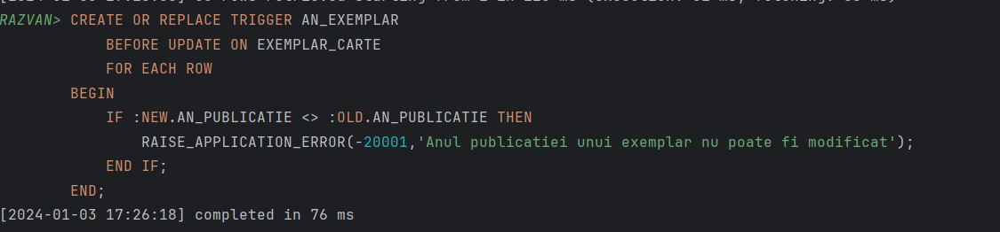 RAZVAN> CREATE OR REPLACE TRIGGER AN_EXEMPLAR
BEFORE UPDATE ON EXEMPLAR_CARTE
FOR EACH ROW
BEGIN
IF :NEW.AN_PUBLICATIE <> :OLD.AN_PUBLICATIE THEN
RAISE_APPLICATION_ERROR(-20001,'Anul publicatiei unui exemplar nu poate fi modificat');
END IF;
END;
[2024-01-03 17:26:18] completed in 76 ms